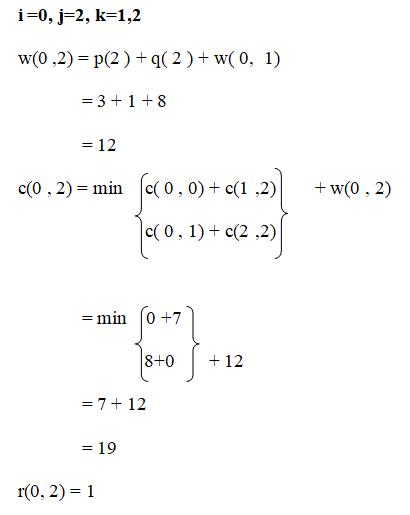 i =0, j=2, k=1,2
w(0 ,2) = p(2 ) + q( 2 ) + w( 0, 1)
= 3 + 1 + 8
= 12
c(0 , 2) = min { c( 0 , 0) + c(1 ,2) } + w(0 , 2)
c( 0 , 1) + c(2 ,2)
= min { 0 +7
8+0 } + 12
= 7 + 12
= 19
r(0, 2) = 1